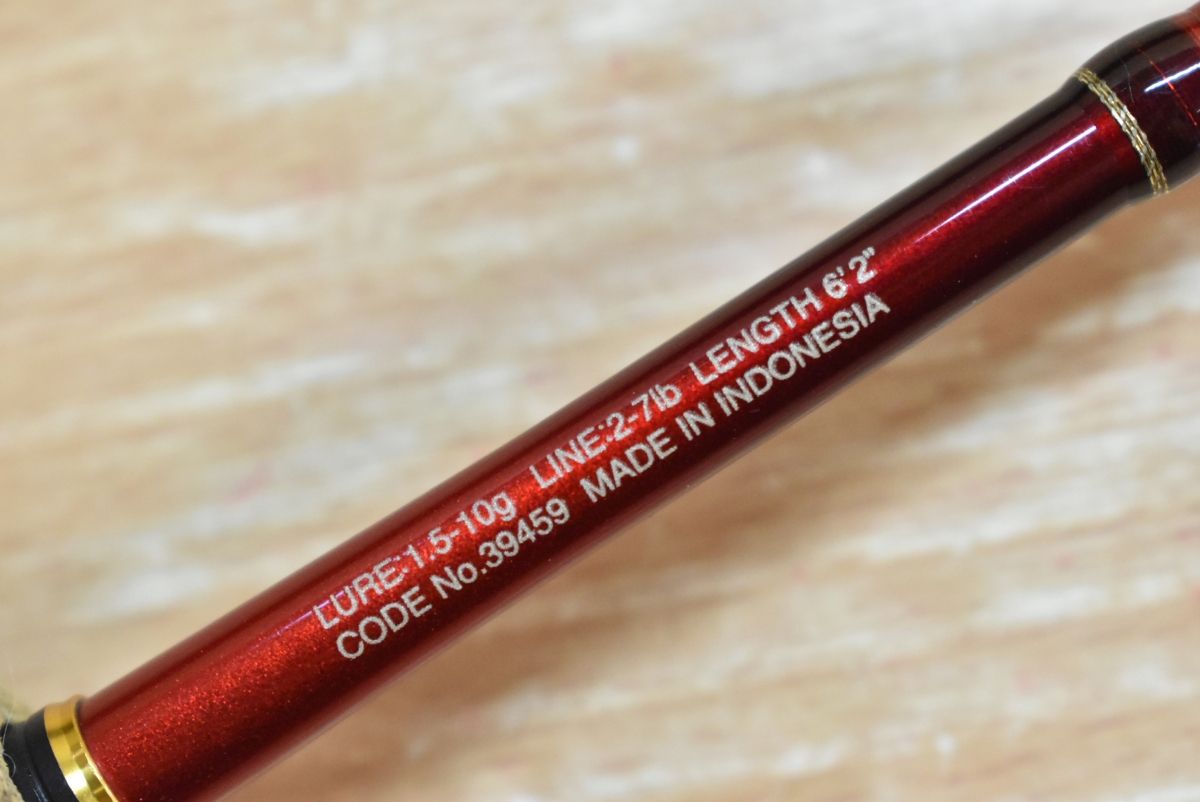 LURE:1.5-10g LINE:2-7lb LENGTH 6'2"
CODE No.39459 MADE IN INDONESIA